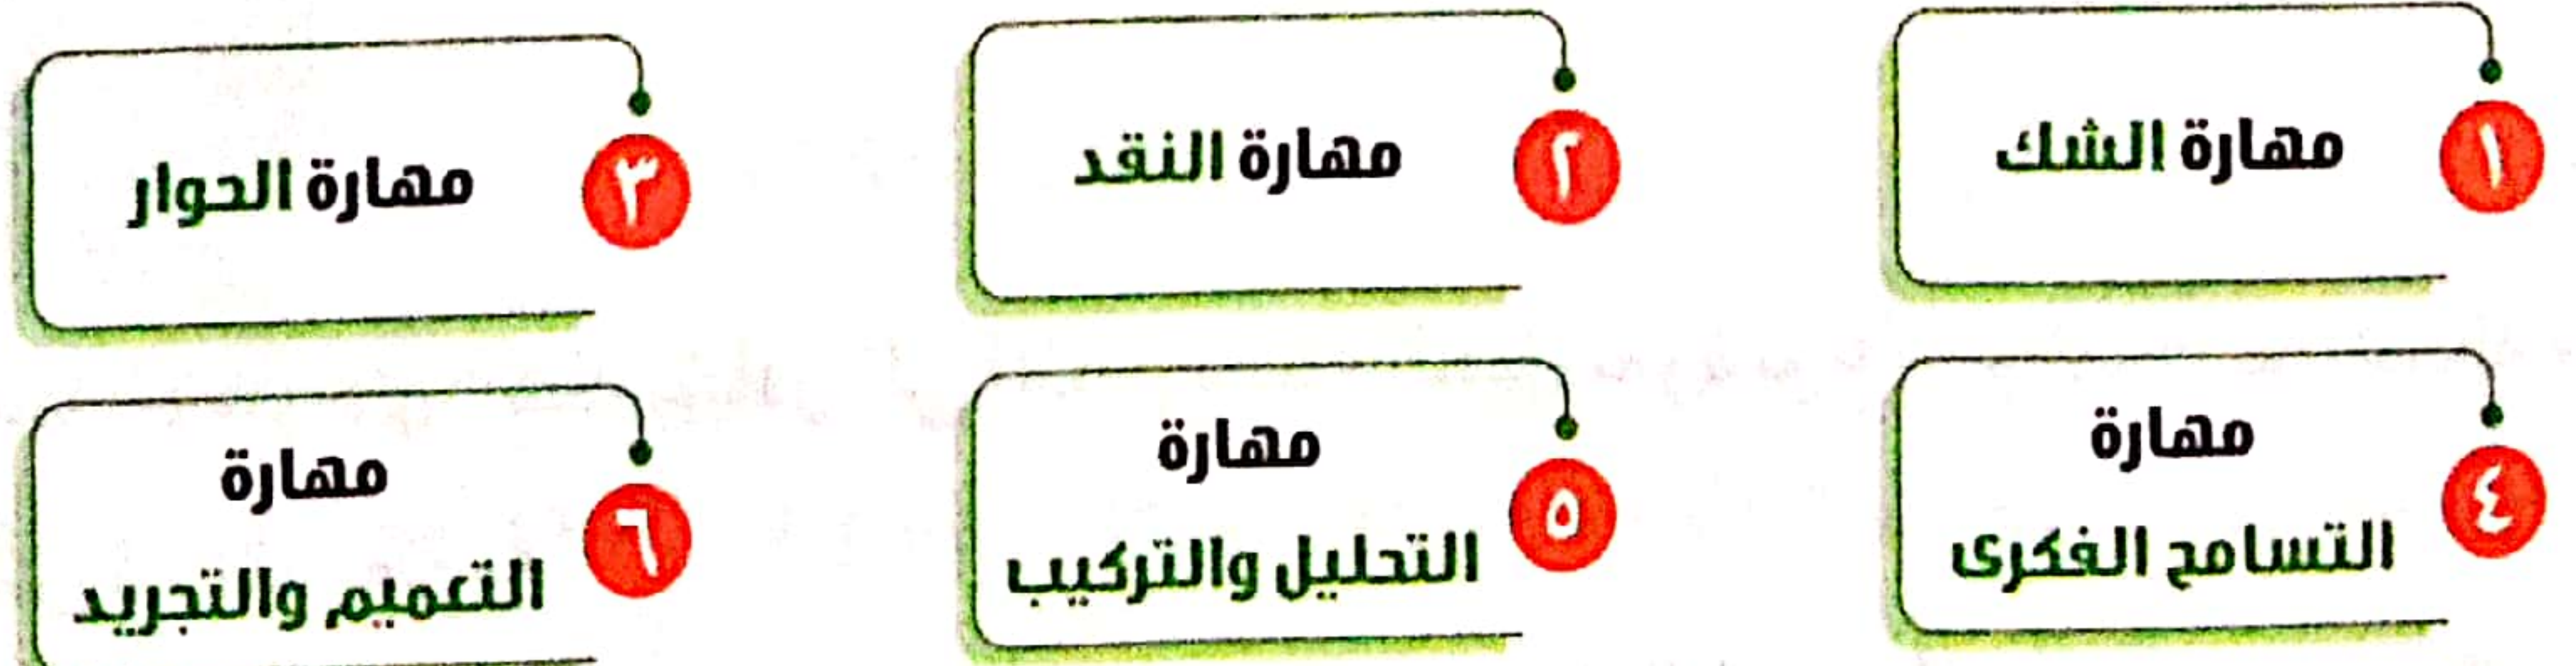 ١
مهارة الشك
٢
مهارة النقد
٣
مهارة الحوار
٤
مهارة
التسامح الفكرى
٥
مهارة
التحليل والتركيب
٦
مهارة
التعميم والتجريد